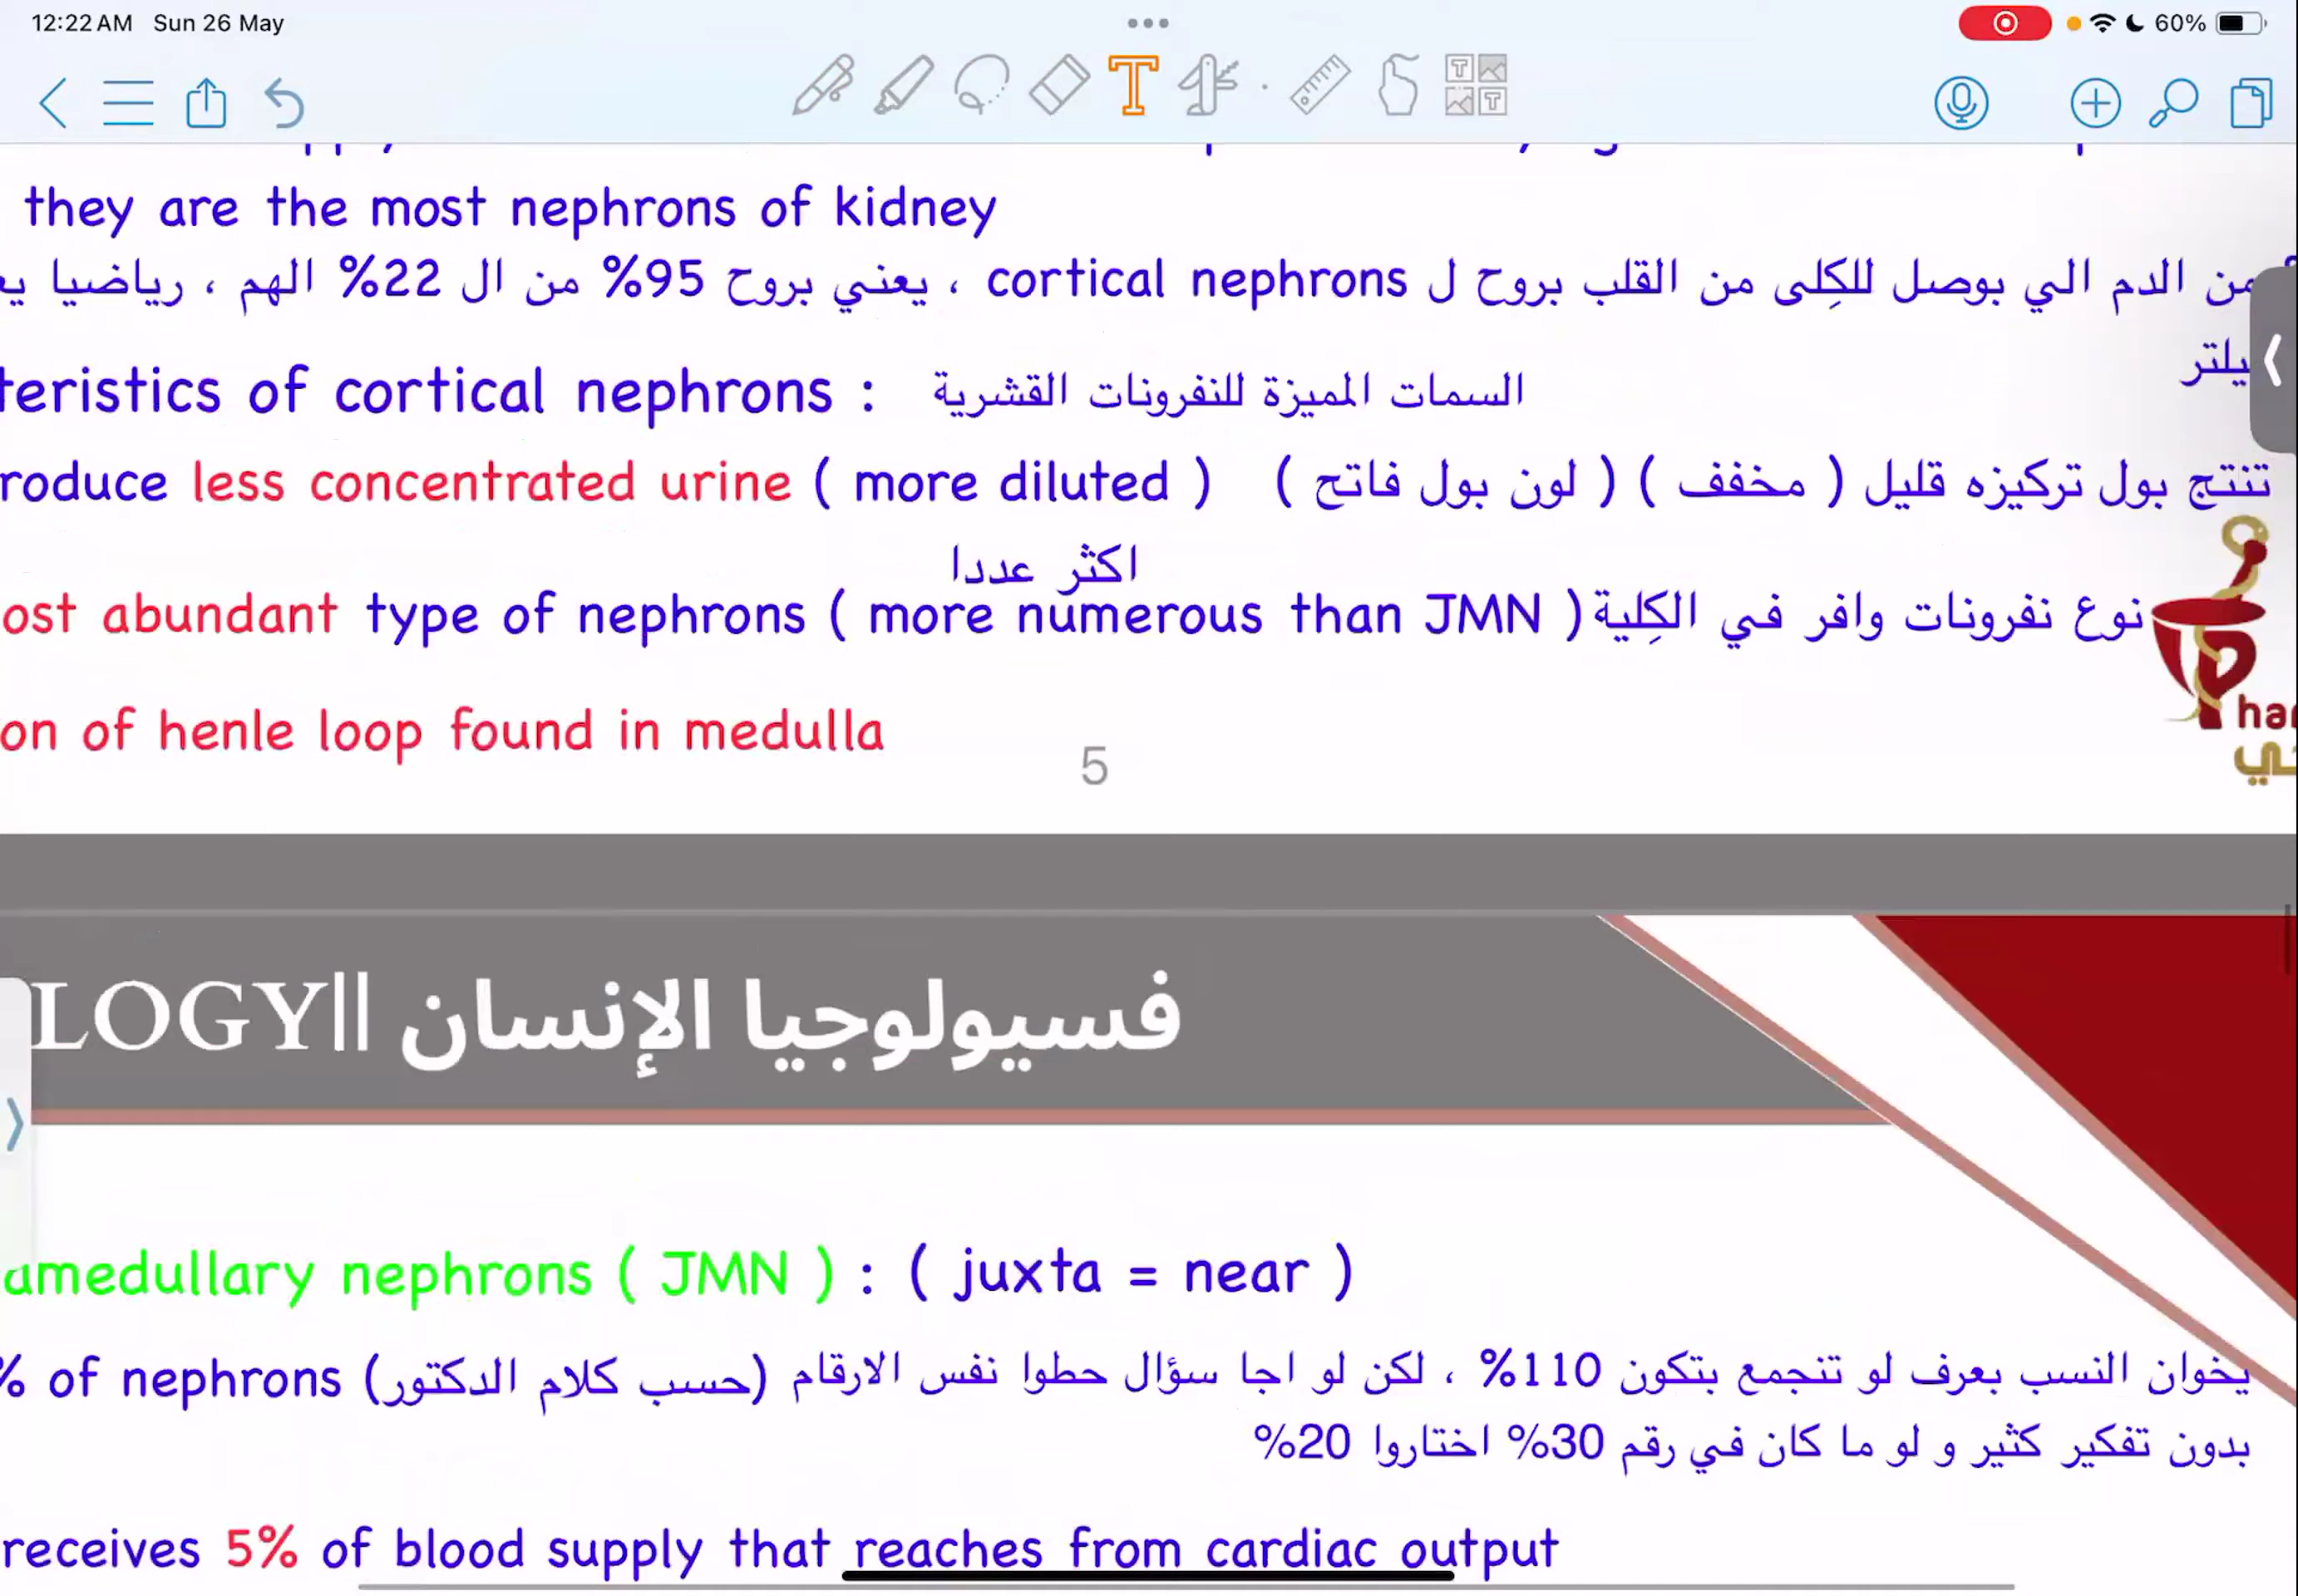 12:22 AM Sun 26 May
60%
they are the most nephrons of kidney
من الدم الي بوصل للكِلى من القلب بروح ل cortical nephrons ، يعني بروح 95% من ال 22% الهم ، رياضيا
teristics of cortical nephrons : السمات المميزة للنفرونات القشرية
roduce less concentrated urine ( more diluted ) تنتج بول تركيزه قليل ( مخفف ) ( لون بول فاتح )
اكثر عددا
ost abundant type of nephrons ( more numerous than JMN ) نوع نفرونات وافر في الكِلية
on of henle loop found in medulla
5
LOGY|| فسيولوجيا الإنسان
amedullary nephrons ( JMN ) : ( juxta = near )
% of nephrons (حسب كلام الدكتور) يخوان النسب بعرف لو تنجمع بتكون 110% ، لكن لو اجا سؤال حطوا نفس الارقام
بدون تفكير كثير و لو ما كان في رقم 30% اختاروا 20%
receives 5% of blood supply that reaches from cardiac output